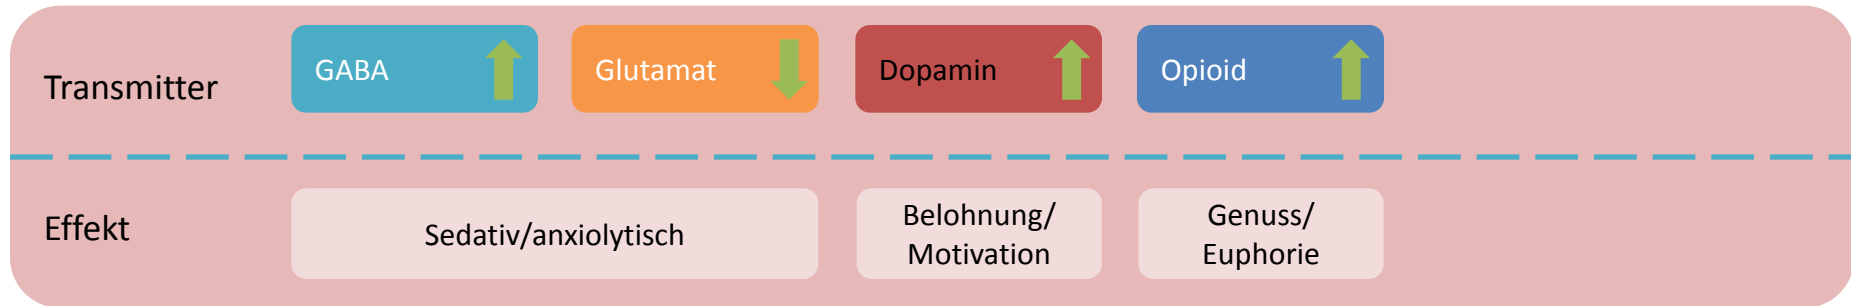 Transmitter
GABA
Glutamat
Dopamin
Opioid
Effekt
Sedativ/anxiolytisch
Belohnung/
Motivation
Genuss/
Euphorie